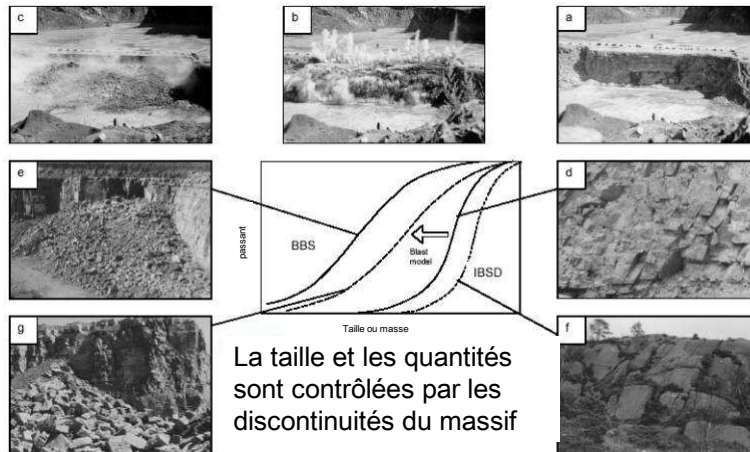 c
b
a
e
d
passant
BBS
Blast
model
IBSD
g
Taille ou masse
f
La taille et les quantités
sont contrôlées par les
discontinuités du massif